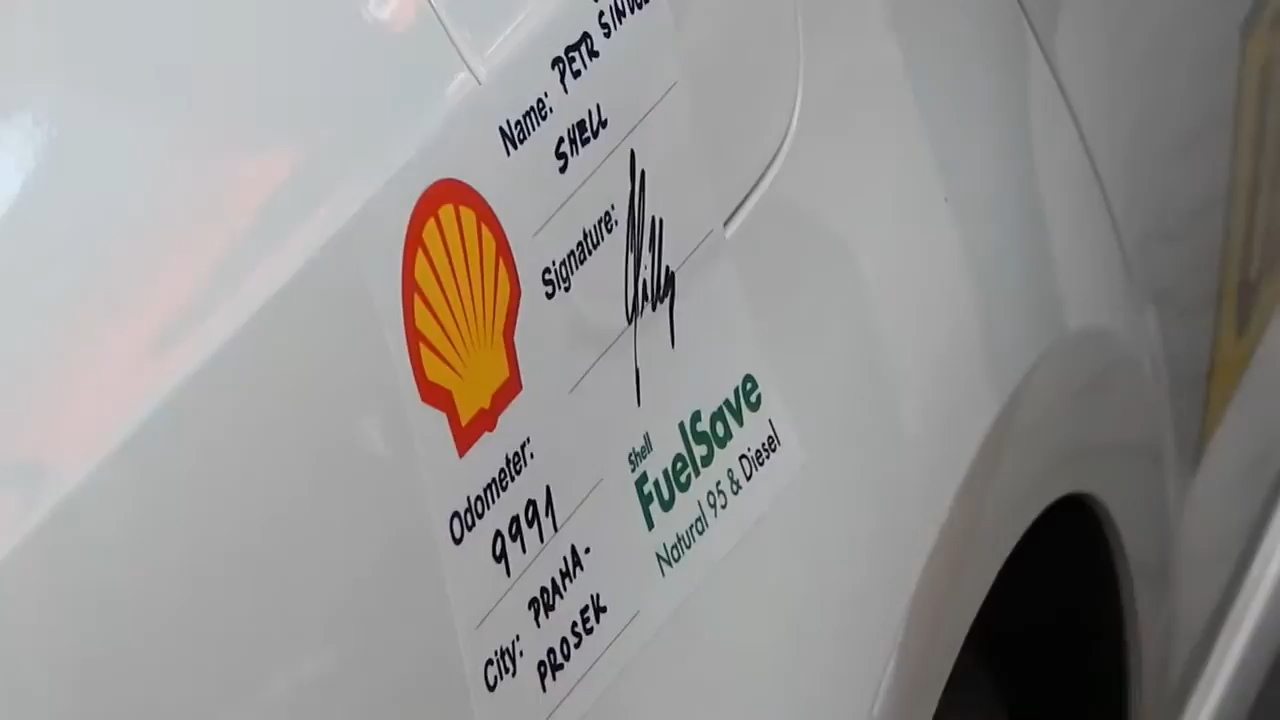 Name: PETR
SHELL
Signature:
Odometer:
9991
City: PRAHA-
PROSEK
Shell
FuelSave
Natural 95 & Diesel